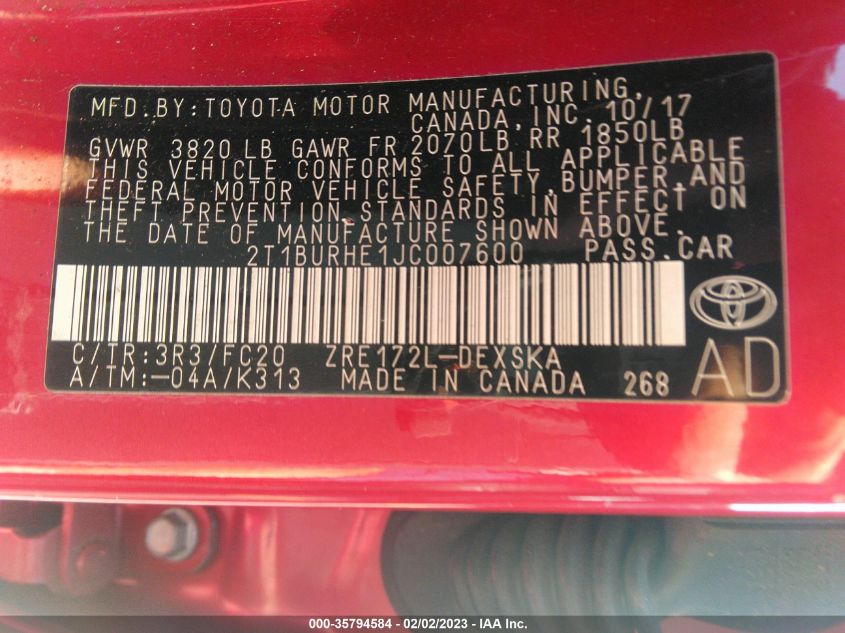 MFD. BY: TOYOTA MOTOR MANUFACTURING,
CANADA, INC. 10/17
GVWR 3820 LB GAWR FR 2070LB RR 1850LB
THIS VEHICLE CONFORMS TO ALL APPLICABLE
FEDERAL MOTOR VEHICLE SAFETY, BUMPER, AND
THEFT PREVENTION STANDARDS IN EFFECT ON
THE DATE OF MANUFACTURE SHOWN ABOVE.
2T1BURHE1JC007600 PASS. CAR
C/TR: 3R3/FC20 ZRE172L-DEXSKA
A/TM: -04A/K313 MADE IN CANADA 268
AD
000-35794584 - 02/02/2023 - IAA Inc.